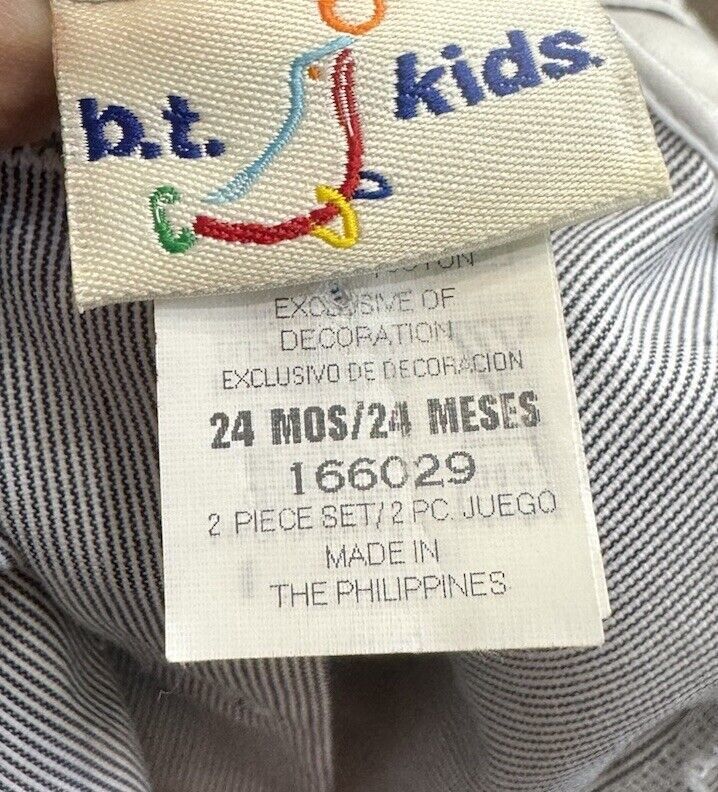 b.t. kids.
EXCLUSIVE OF
DECORATION
EXCLUSIVO DE DECORACION
24 MOS/24 MESES
166029
2 PIECE SET/2 PC. JUEGO
MADE IN
THE PHILIPPINES